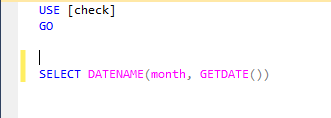 USE [check]
GO
SELECT DATENAME(month, GETDATE())